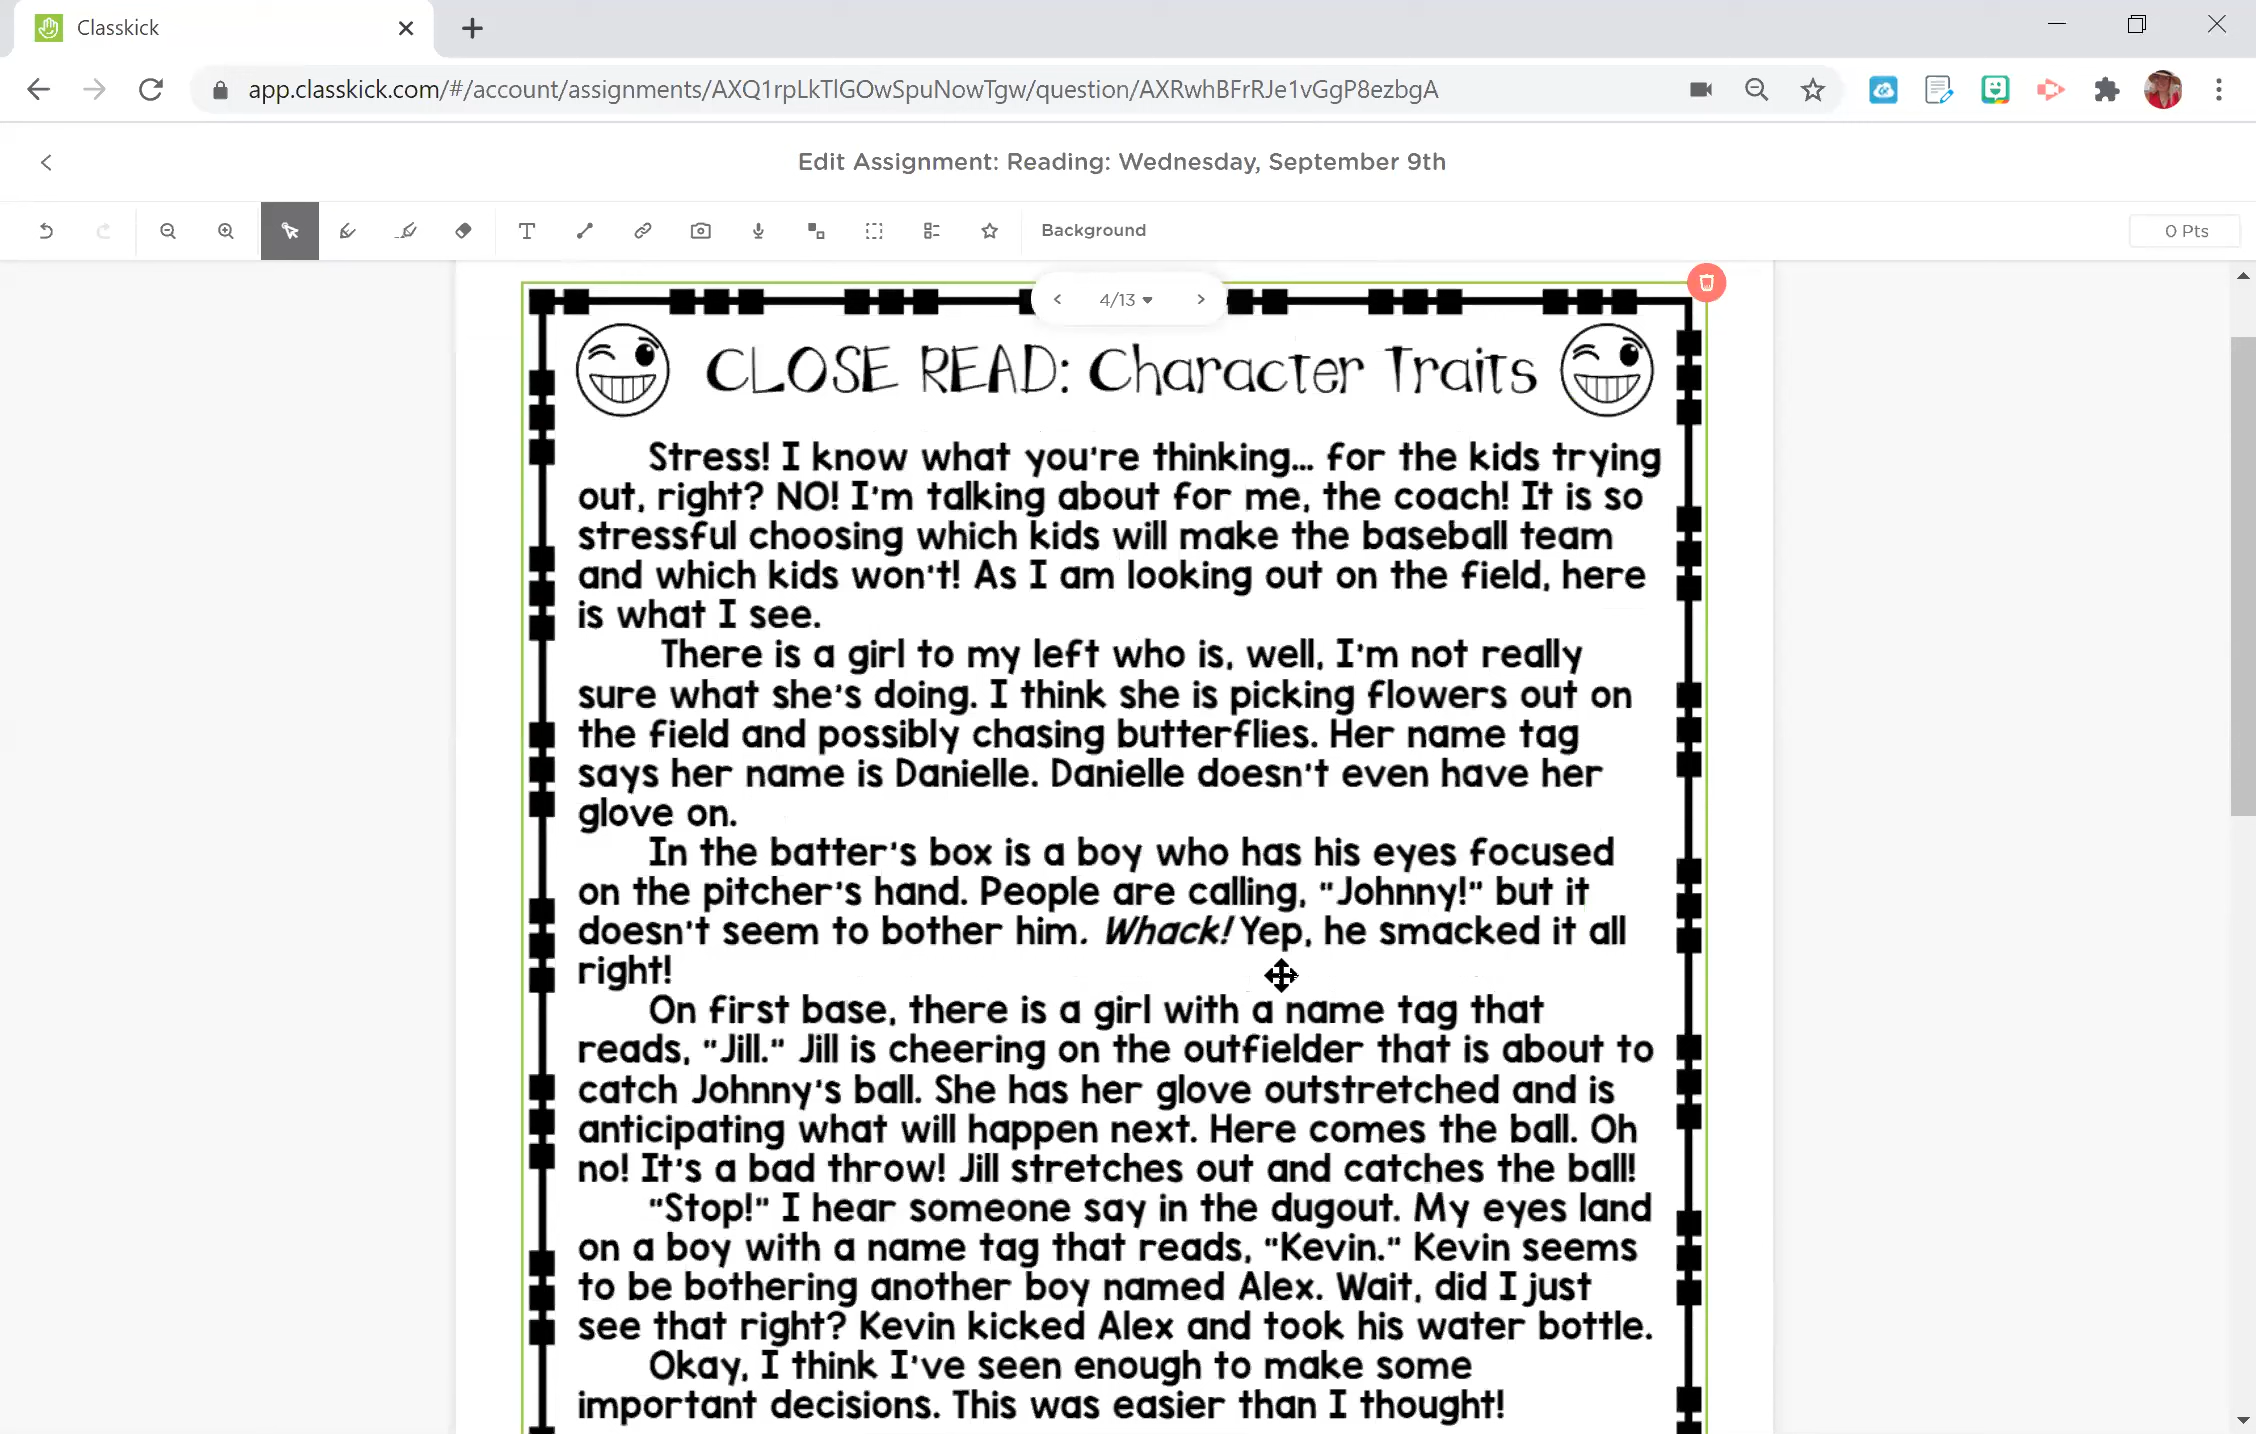 Classkick
app.classkick.com/#/account/assignments/AXQ1rpLkTlGOwSpuNowTgw/question/AXRwhBFrRJe1vGgP8ezbgA
Edit Assignment: Reading: Wednesday, September 9th
Background
0 Pts
4/13
CLOSE READ: Character Traits
Stress! I know what you're thinking... for the kids trying
out, right? NO! I'm talking about for me, the coach! It is so
stressful choosing which kids will make the baseball team
and which kids won't! As I am looking out on the field, here
is what I see.
There is a girl to my left who is, well, I'm not really
sure what she's doing. I think she is picking flowers out on
the field and possibly chasing butterflies. Her name tag
says her name is Danielle. Danielle doesn't even have her
glove on.
In the batter's box is a boy who has his eyes focused
on the pitcher's hand. People are calling, "Johnny!" but it
doesn't seem to bother him. Whack! Yep, he smacked it all
right!
On first base, there is a girl with a name tag that
reads, "Jill." Jill is cheering on the outfielder that is about to
catch Johnny's ball. She has her glove outstretched and is
anticipating what will happen next. Here comes the ball. Oh
no! It's a bad throw! Jill stretches out and catches the ball!
"Stop!" I hear someone say in the dugout. My eyes land
on a boy with a name tag that reads, "Kevin." Kevin seems
to be bothering another boy named Alex. Wait, did I just
see that right? Kevin kicked Alex and took his water bottle.
Okay, I think I've seen enough to make some
important decisions. This was easier than I thought!